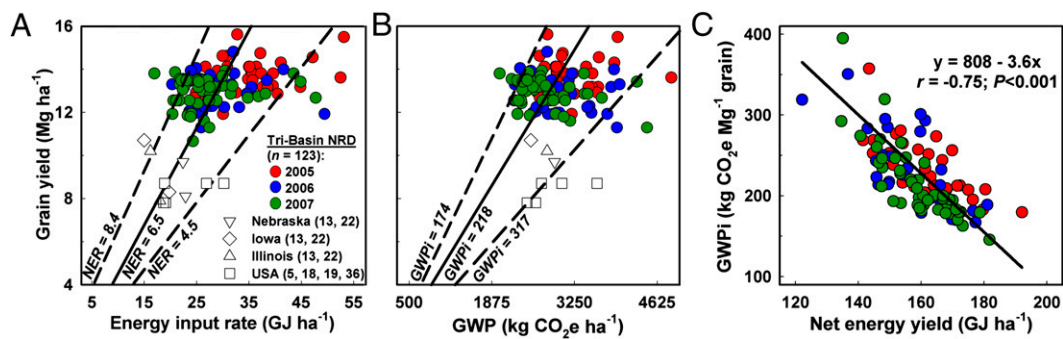 A
Grain yield (Mg ha⁻¹)
16
12
8
4
5
15
25
35
45
55
Energy input rate (GJ ha⁻¹)
NER = 8.4
NER = 6.5
NER = 4.5
Tri-Basin NRD
(n = 123):
2005
2006
2007
Nebraska (13, 22)
Iowa (13, 22)
Illinois (13, 22)
USA (5, 18, 19, 36)
B
GWPi = 174
GWPi = 218
GWPi = 317
500
1875
3250
4625
GWP (kg CO₂e ha⁻¹)
C
GWPi (kg CO₂e Mg⁻¹ grain)
400
300
200
100
y = 808 - 3.6x
r = -0.75; P<0.001
120
140
160
180
200
Net energy yield (GJ ha⁻¹)